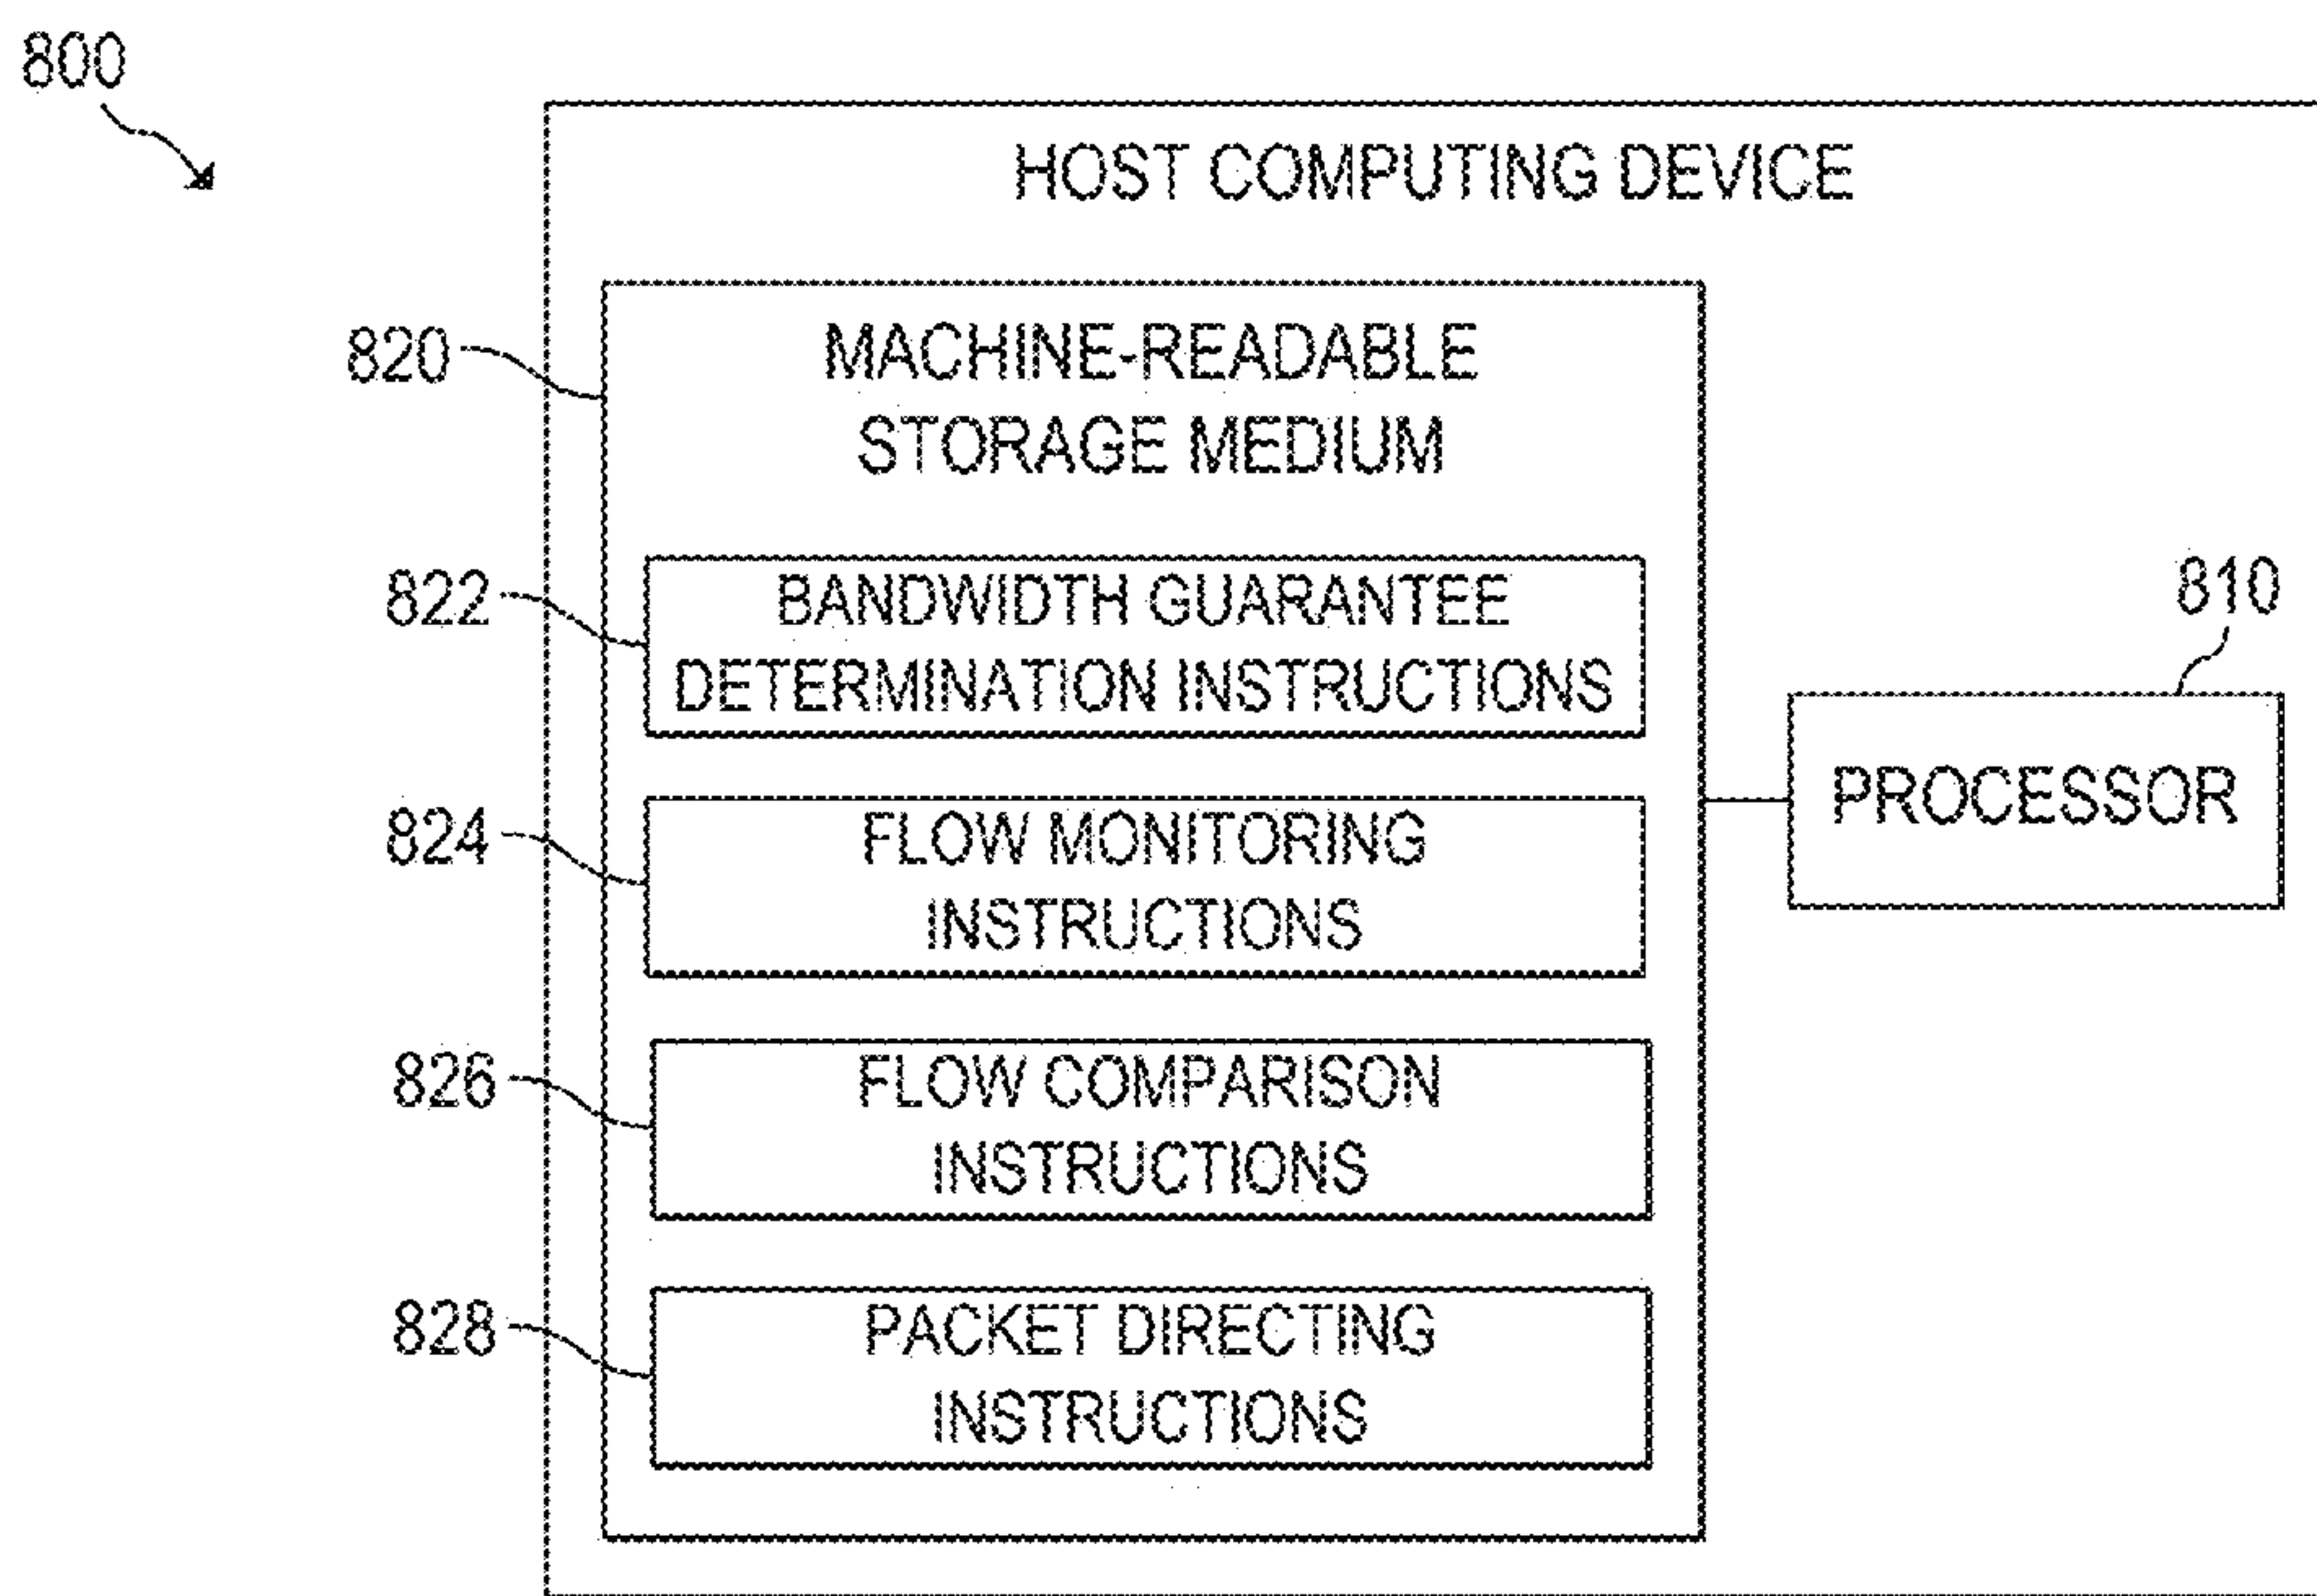 800
HOST COMPUTING DEVICE
820
MACHINE-READABLE
STORAGE MEDIUM
822
BANDWIDTH GUARANTEE
DETERMINATION INSTRUCTIONS
810
PROCESSOR
824
FLOW MONITORING
INSTRUCTIONS
826
FLOW COMPARISON
INSTRUCTIONS
828
PACKET DIRECTING
INSTRUCTIONS